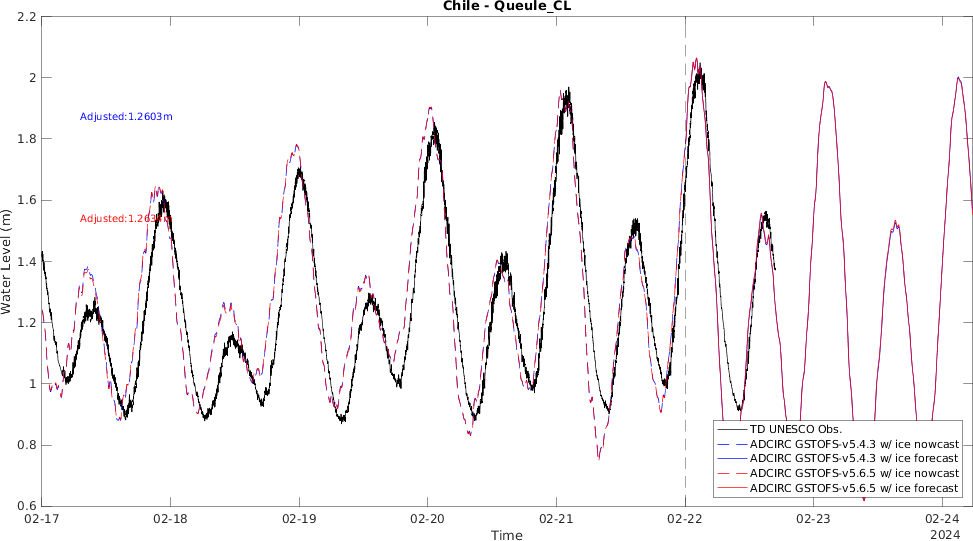 Chile - Queule_CL
2.2
2
1.8
1.6
1.4
1.2
1
0.8
0.6
Water Level (m)
Adjusted:1.2603m
TD UNESCO Obs.
ADCIRC GSTOFS-v5.4.3 w/ ice nowcast
ADCIRC GSTOFS-v5.4.3 w/ ice forecast
ADCIRC GSTOFS-v5.6.5 w/ ice nowcast
ADCIRC GSTOFS-v5.6.5 w/ ice forecast
02-17 02-18 02-19 02-20 02-21 02-22 02-23 02-24
2024
Time